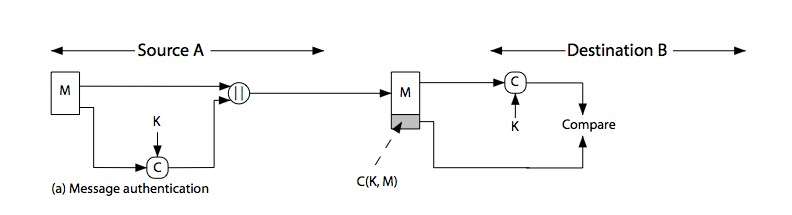 Source A
Destination B
M
||
M
C
K
K
Compare
C
(a) Message authentication
C(K, M)